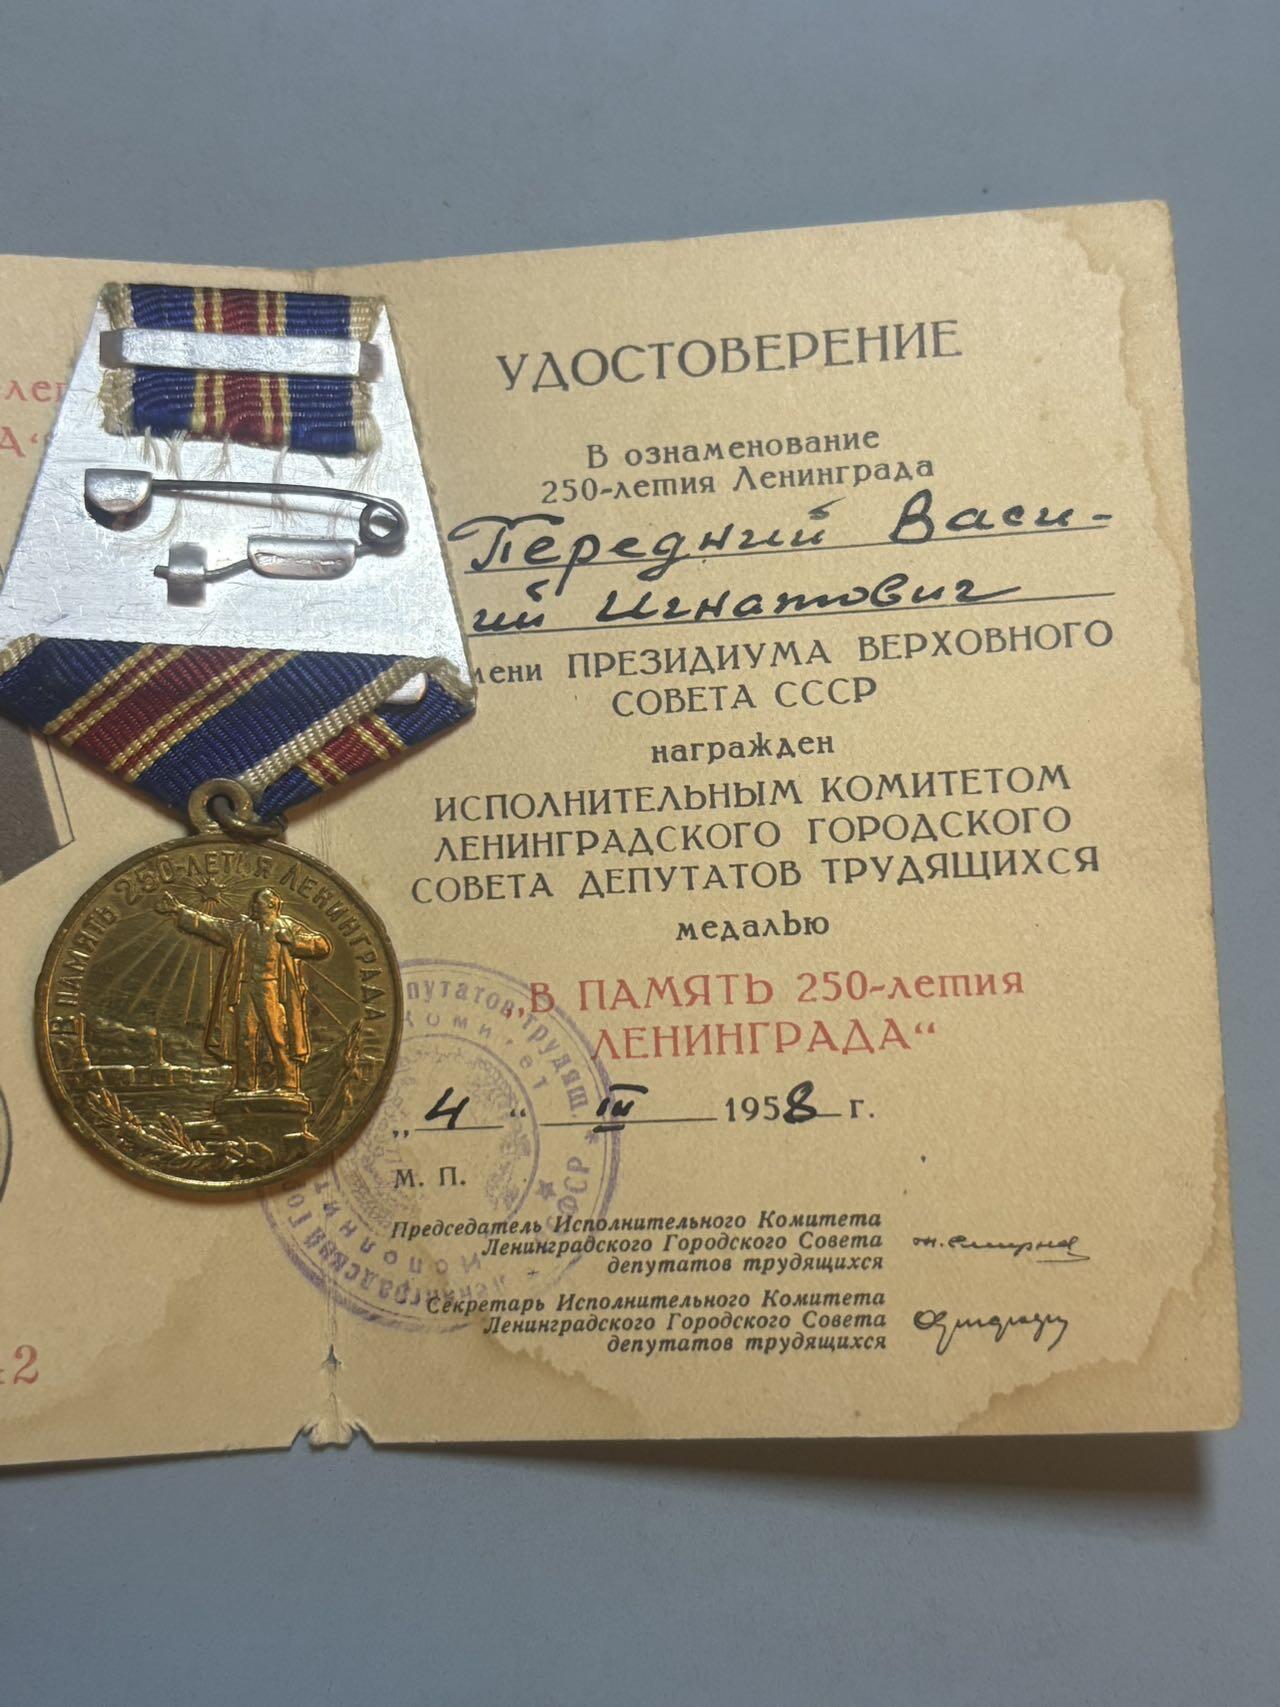 УДОСТОВЕРЕНИЕ
В ознаменование
250-летия Ленинграда
Передний Васи-
лий Игнатович
мени ПРЕЗИДИУМА ВЕРХОВНОГО
СОВЕТА СССР
награжден
ИСПОЛНИТЕЛЬНЫМ КОМИТЕТОМ
ЛЕНИНГРАДСКОГО ГОРОДСКОГО
СОВЕТА ДЕПУТАТОВ ТРУДЯЩИХСЯ
медалью
„В ПАМЯТЬ 250-летия
ЛЕНИНГРАДА“
„4“ III 1958 г.
М. П.
Председатель Исполнительного Комитета
Ленинградского Городского Совета
депутатов трудящихся
Секретарь Исполнительного Комитета
Ленинградского Городского Совета
депутатов трудящихся
В ПАМЯТЬ 250-ЛЕТИЯ ЛЕНИНГРАДА
2